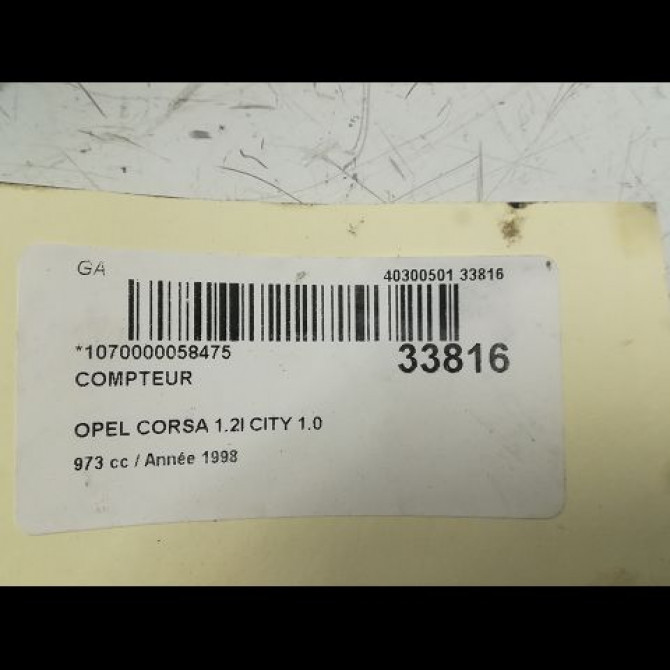 GA
40300501 33816
*1070000058475
33816
COMPTEUR
OPEL CORSA 1.2I CITY 1.0
973 cc / Année 1998